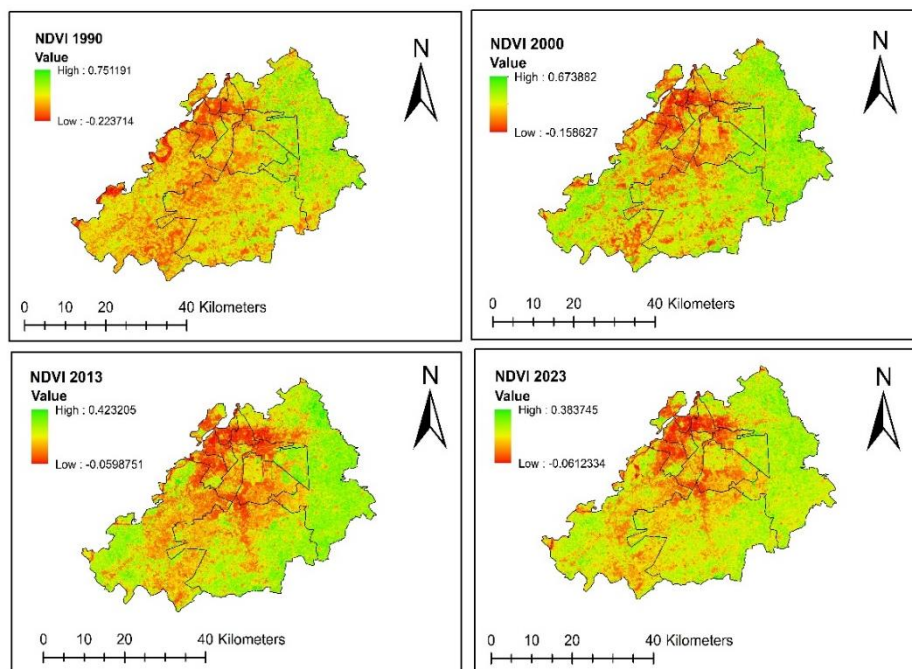 NDVI 1990
Value
High : 0.751191
Low : -0.223714
N
0 10 20 40 Kilometers
NDVI 2000
Value
High : 0.673882
Low : -0.158627
N
0 10 20 40 Kilometers
NDVI 2013
Value
High : 0.423205
Low : -0.0598751
N
0 10 20 40 Kilometers
NDVI 2023
Value
High : 0.383745
Low : -0.0612334
N
0 10 20 40 Kilometers